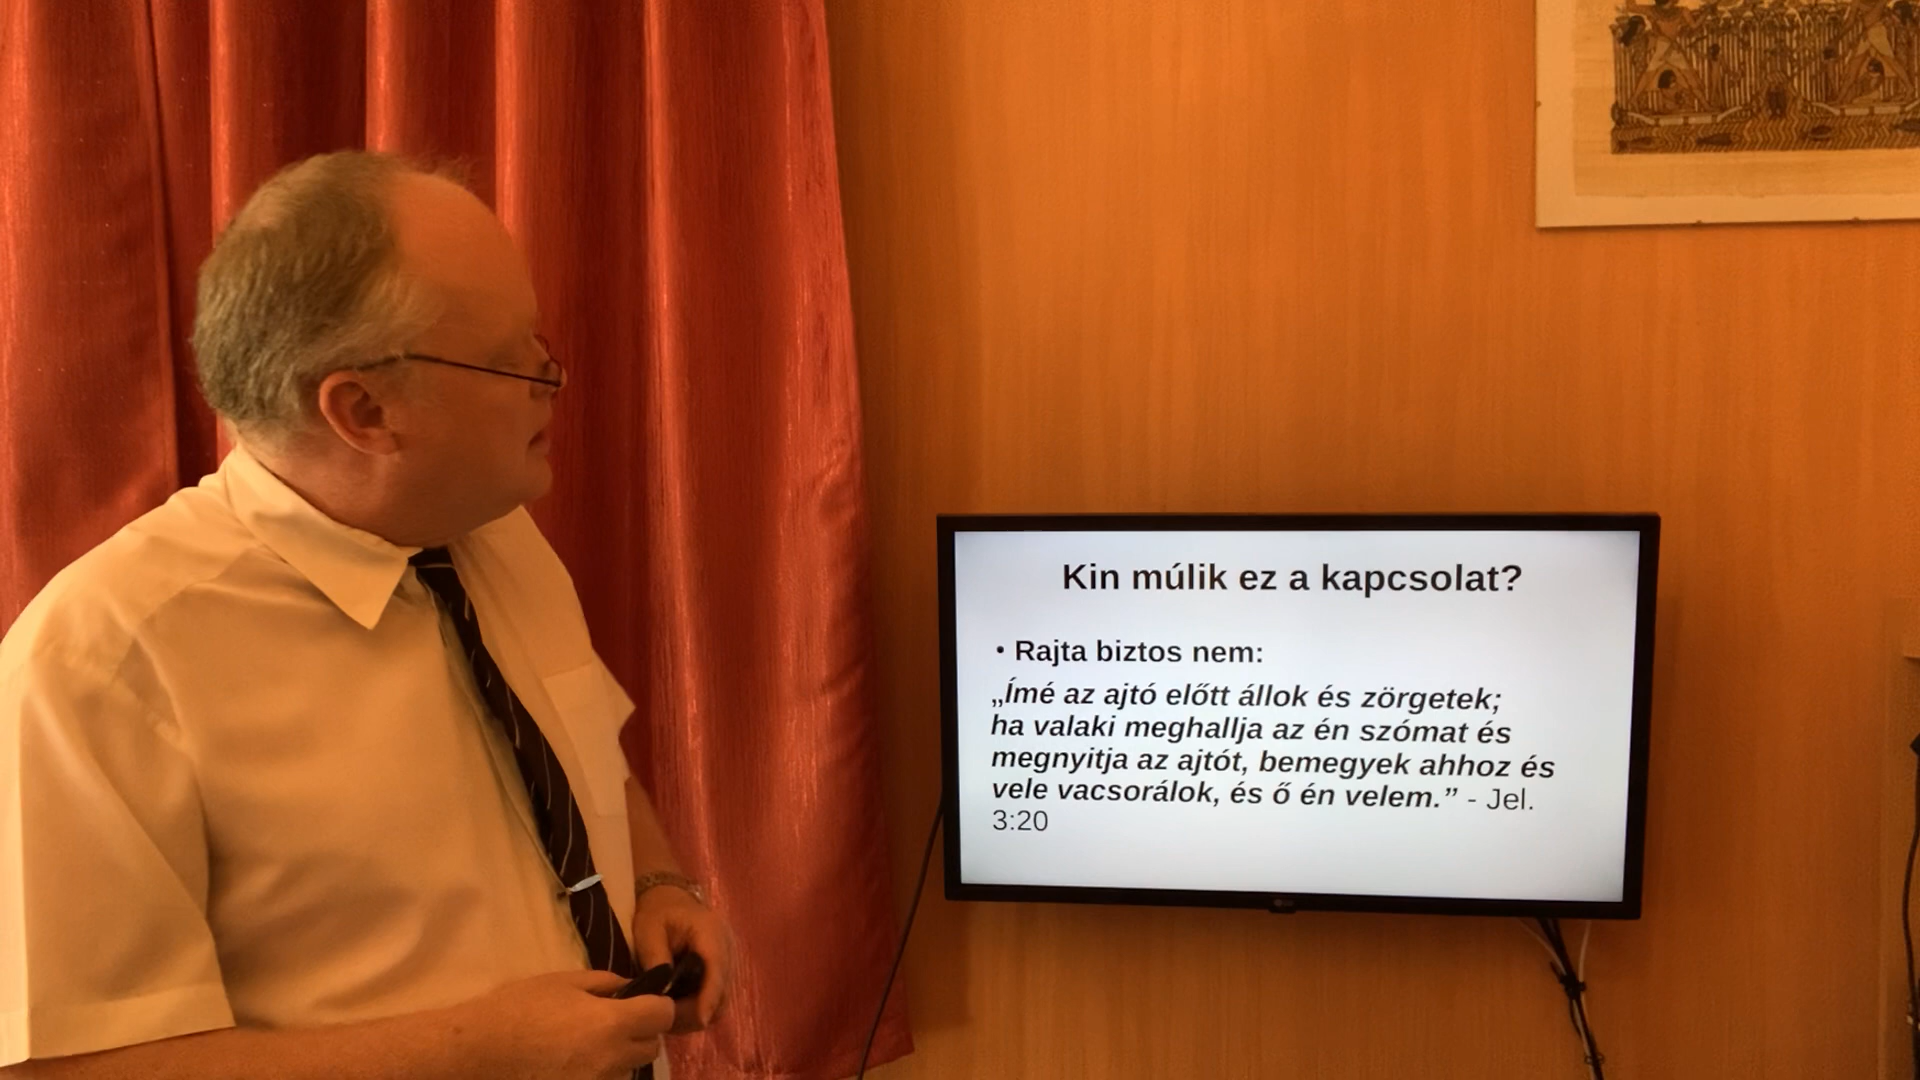 Kin múlik ez a kapcsolat?
• Rajta biztos nem:
„Ímé az ajtó előtt állok és zörgetek;
ha valaki meghallja az én szómat és
megnyitja az ajtót, bemegyek ahhoz és
vele vacsorálok, és ő én velem.” - Jel.
3:20
LG